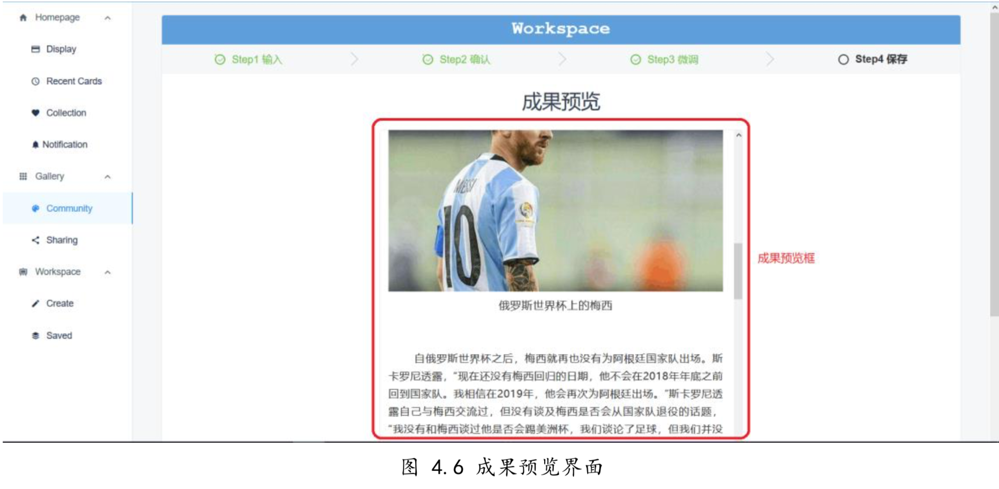 Homepage
Display
Recent Cards
Collection
Notification
Gallery
Community
Sharing
Workspace
Create
Saved
Workspace
Step1 输入
Step2 确认
Step3 微调
Step4 保存
成果预览
MESSI
10
俄罗斯世界杯上的梅西
自俄罗斯世界杯之后，梅西就再也没有为阿根廷国家队出场。斯
卡罗尼透露，“现在还没有梅西回归的日期，他不会在2018年年底之前
回到国家队。我相信在2019年，他会再次为阿根廷出场。”斯卡罗尼透
露自己与梅西交流过，但没有谈及梅西是否会从国家队退役的话题，
“我没有和梅西谈过他是否会踢美洲杯，我们谈论了足球，但我们并没
成果预览框
图 4.6 成果预览界面